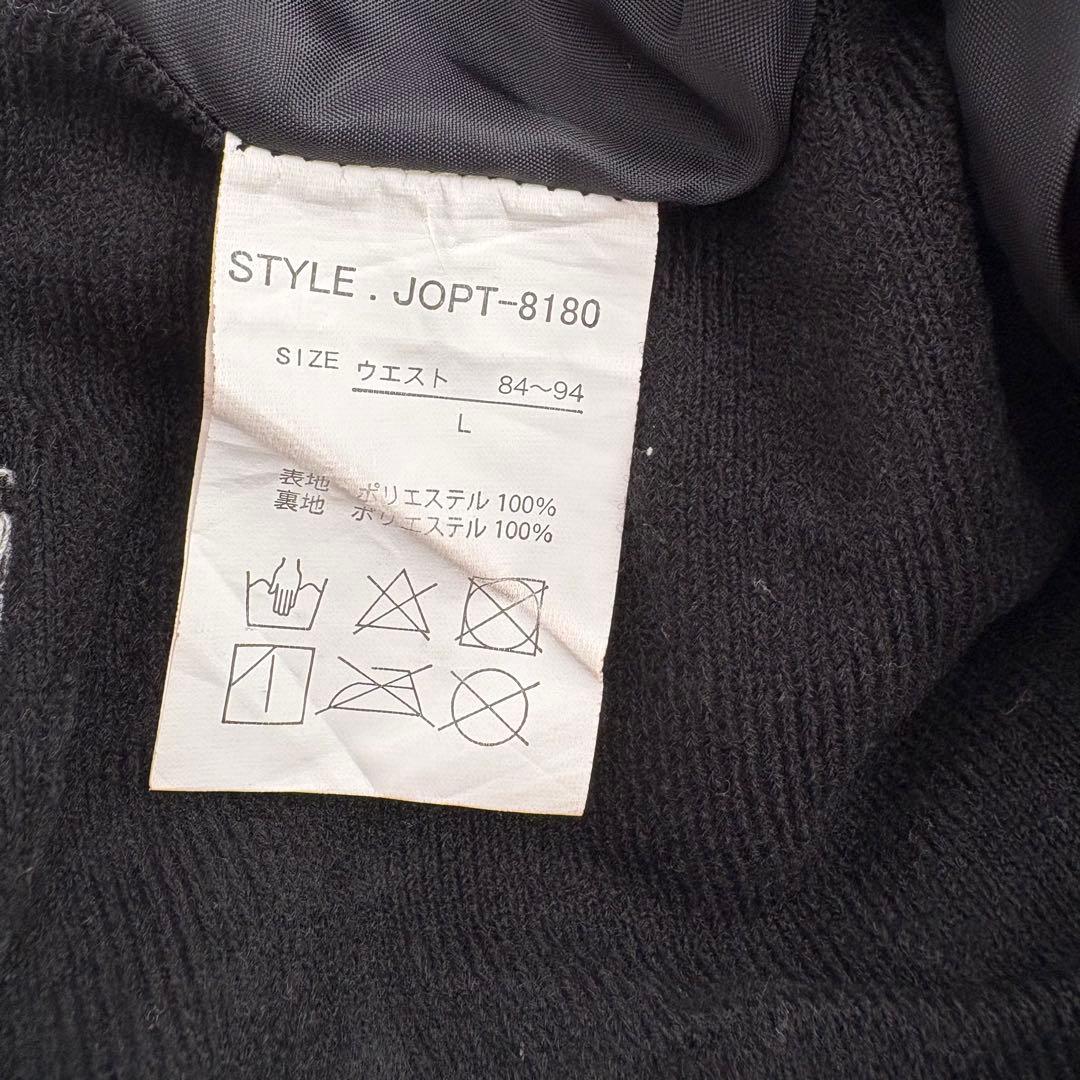 STYLE . JOPT-8180
SIZE ウエスト 84〜94
L
表地 ポリエステル 100%
裏地 ポリエステル 100%